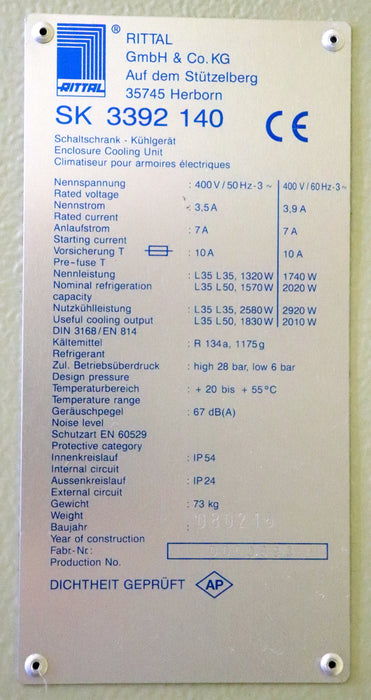 RITTAL
®
RITTAL
GmbH & Co. KG
Auf dem Stützelberg
35745 Herborn
SK 3392 140 CE
Schaltschrank - Kühlgerät
Enclosure Cooling Unit
Climatiseur pour armoires électriques
Nennspannung : 400 V / 50 Hz - 3 ~ 400 V / 60 Hz - 3 ~
Rated voltage
Nennstrom : 3,5 A 3,9 A
Rated current
Anlaufstrom : 7 A 7 A
Starting current
Vorsicherung T : 10 A 10 A
Pre-fuse T
Nennleistung : L35 L35, 1320 W 1740 W
Nominal refrigeration : L35 L50, 1570 W 2020 W
capacity
Nutzkühlleistung : L35 L35, 2580 W 2920 W
Useful cooling output : L35 L50, 1830 W 2010 W
DIN 3168/EN 814
Kältemittel : R 134a, 1175g
Refrigerant
Zul. Betriebsüberdruck : high 28 bar, low 6 bar
Design pressure
Temperaturbereich : + 20 bis + 55°C
Temperature range
Geräuschpegel : 67 dB(A)
Noise level
Schutzart EN 60529
Protective category
Innenkreislauf : IP 54
Internal circuit
Aussenkreislauf : IP 24
External circuit
Gewicht : 73 kg
Weight
Baujahr :
Year of construction
Fabr-Nr.:
Production No.
DICHTHEIT GEPRÜFT AP